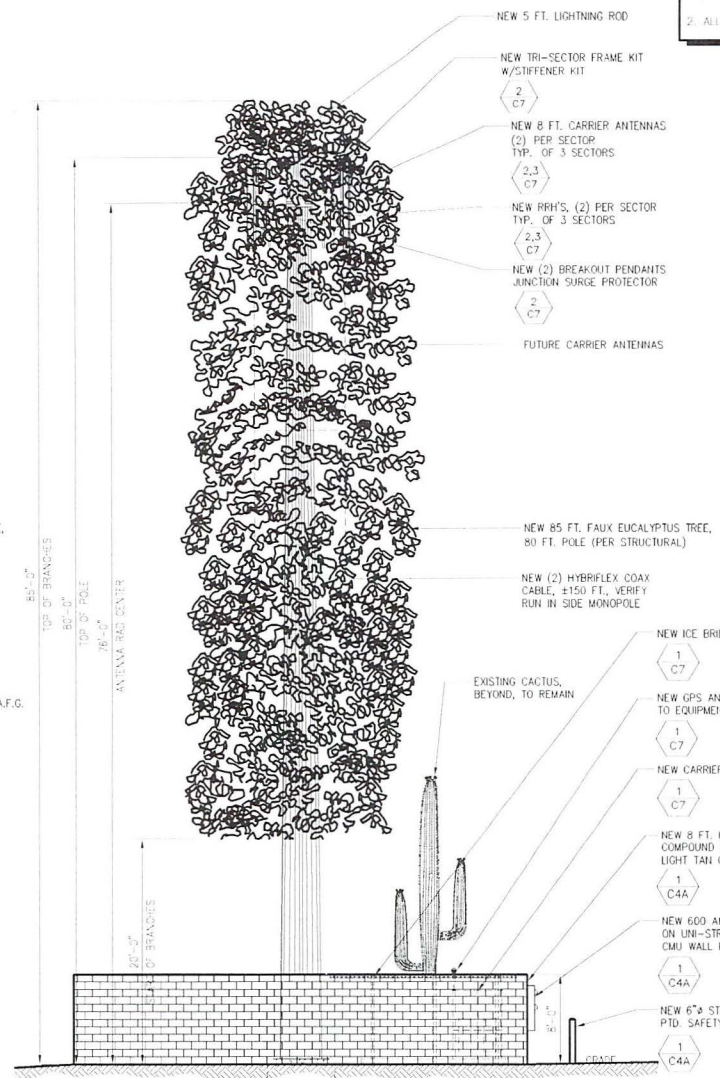 2. ALL
NEW 5 FT. LIGHTNING ROD
NEW TRI-SECTOR FRAME KIT
W/STIFFENER KIT
2
C7
NEW 8 FT. CARRIER ANTENNAS
(2) PER SECTOR
TYP. OF 3 SECTORS
2,3
C7
NEW RRH'S, (2) PER SECTOR
TYP. OF 3 SECTORS
2,3
C7
NEW (2) BREAKOUT PENDANTS
JUNCTION SURGE PROTECTOR
2
C7
FUTURE CARRIER ANTENNAS
NEW 85 FT. FAUX EUCALYPTUS TREE,
80 FT. POLE (PER STRUCTURAL)
NEW (2) HYBRIFLEX COAX
CABLE, ±150 FT., VERIFY
RUN IN SIDE MONOPOLE
EXISTING CACTUS,
BEYOND, TO REMAIN
NEW ICE BRI
1
C7
NEW GPS AN
TO EQUIPMEN
1
C7
NEW CARRIER
1
C7
NEW 8 FT.
COMPOUND
LIGHT TAN
1
C4A
NEW 600 A
ON UNI-STR
CMU WALL
1
C4A
NEW 6"ø ST
PTD. SAFETY
1
C4A
85'-0"
TOP OF BRANCHES
80'-0"
TOP OF POLE
76'-0"
ANTENNA RAD CENTER
A.F.G.
20'-0"
OF BRANCHES
8'-0"
GRADE